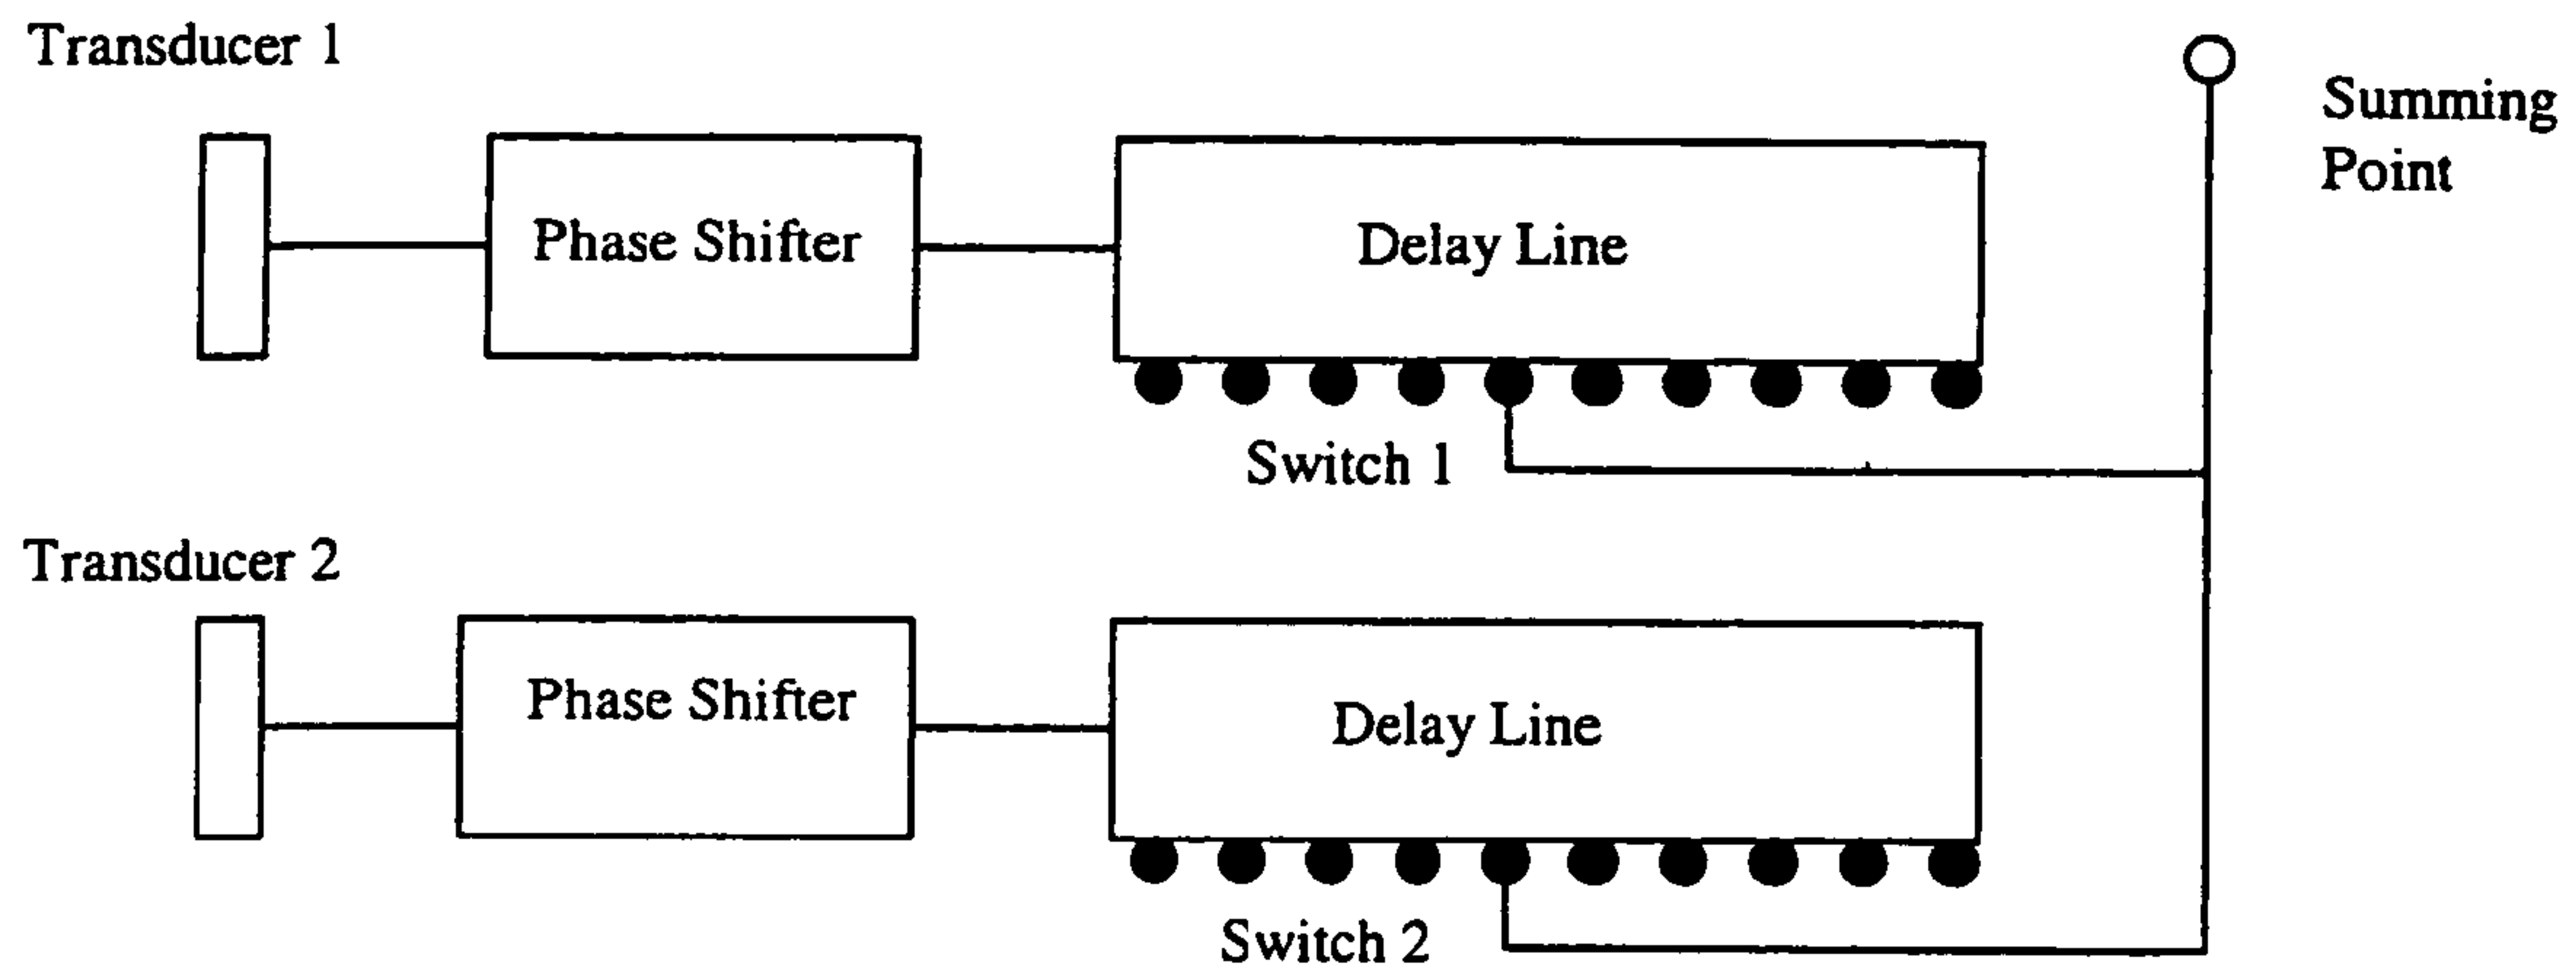 Transducer 1
Summing
Point
Phase Shifter
Delay Line
Switch 1
Transducer 2
Phase Shifter
Delay Line
Switch 2